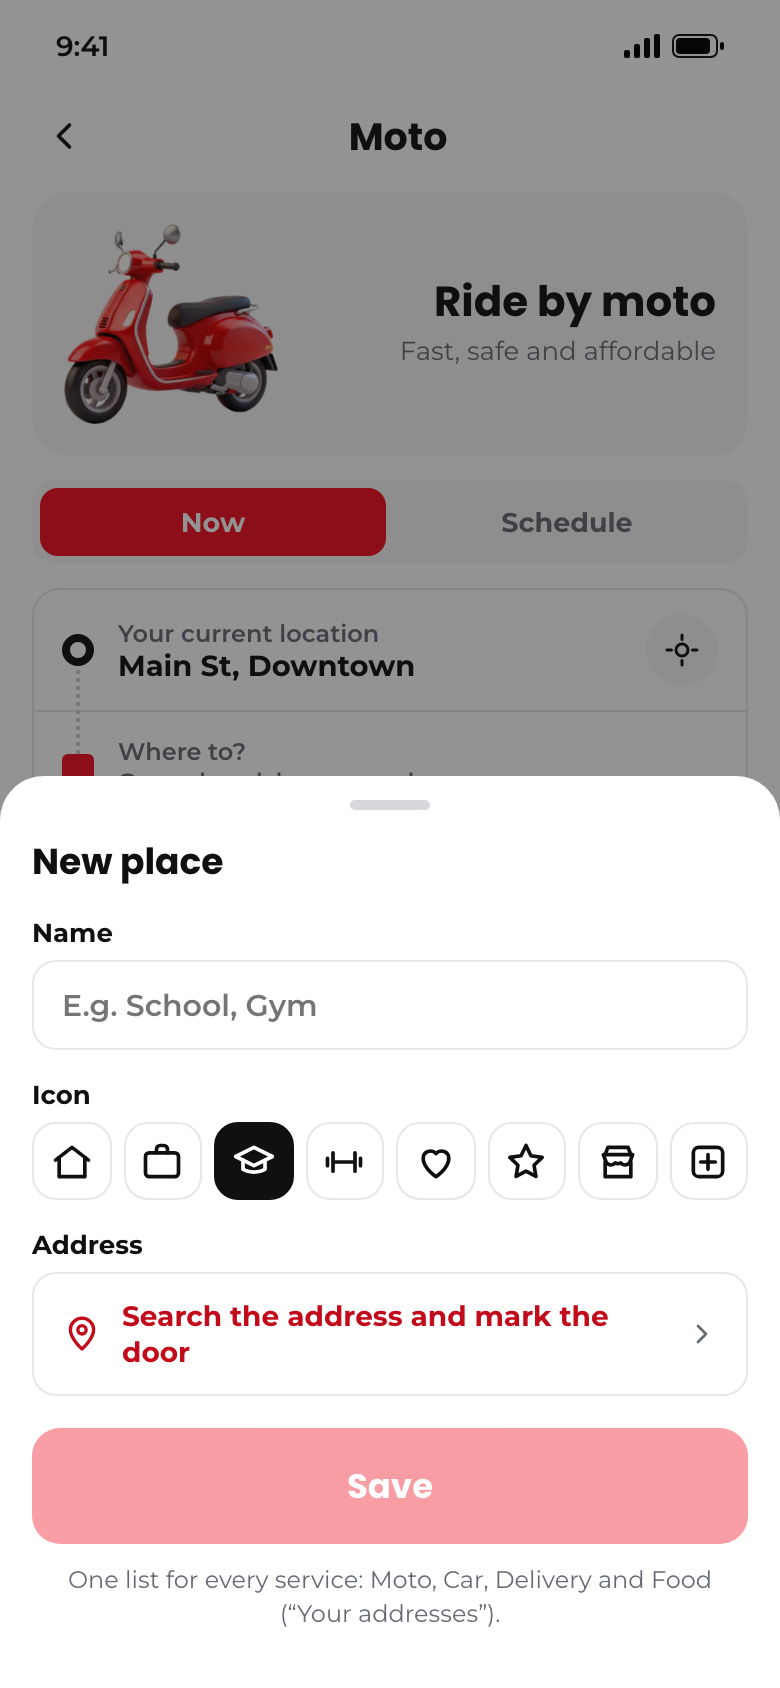 9:41
Moto
Ride by moto
Fast, safe and affordable
Now
Schedule
Your current location
Main St, Downtown
Where to?
New place
Name
E.g. School, Gym
Icon
Address
Search the address and mark the
door
Save
One list for every service: Moto, Car, Delivery and Food
(“Your addresses”).